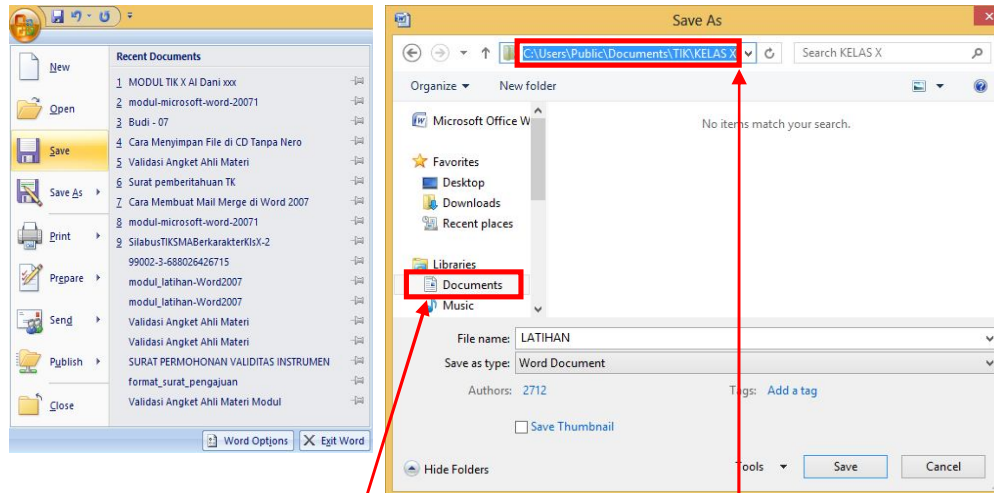 New
Open
Save
Save As
Print
Prepare
Send
Publish
Close
Recent Documents
1 MODUL TIK X Al Dani xxx
2 modul-microsoft-word-20071
3 Budi - 07
4 Cara Menyimpan File di CD Tanpa Nero
5 Validasi Angket Ahli Materi
6 Surat pemberitahuan TK
7 Cara Membuat Mail Merge di Word 2007
8 modul-microsoft-word-20071
9 SilabusTIKSMABerkarakterKlsX-2
99002-3-688026426715
modul_latihan-Word2007
modul_latihan-Word2007
Validasi Angket Ahli Materi
Validasi Angket Ahli Materi
SURAT PERMOHONAN VALIDITAS INSTRUMEN
format_surat_pengajuan
Validasi Angket Ahli Materi Modul
Word Options
Exit Word
Save As
C:\Users\Public\Documents\TIK\KELAS X
Search KELAS X
Organize
New folder
Microsoft Office W
No items match your search.
Favorites
Desktop
Downloads
Recent places
Libraries
Documents
Music
File name: LATIHAN
Save as type: Word Document
Authors: 2712
Tags: Add a tag
Save Thumbnail
Hide Folders
Tools
Save
Cancel